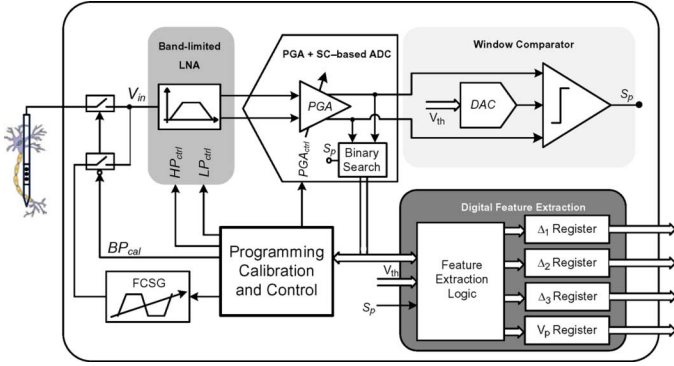 Band-limited
LNA
PGA + SC–based ADC
Window Comparator
V_in
PGA
V_th
DAC
S_p
HP_ctrl
LP_ctrl
PGA_ctrl
S_p
Binary
Search
BP_cal
FCSG
Programming
Calibration
and Control
Digital Feature Extraction
V_th
S_p
Feature
Extraction
Logic
Δ₁ Register
Δ₂ Register
Δ₃ Register
V_P Register